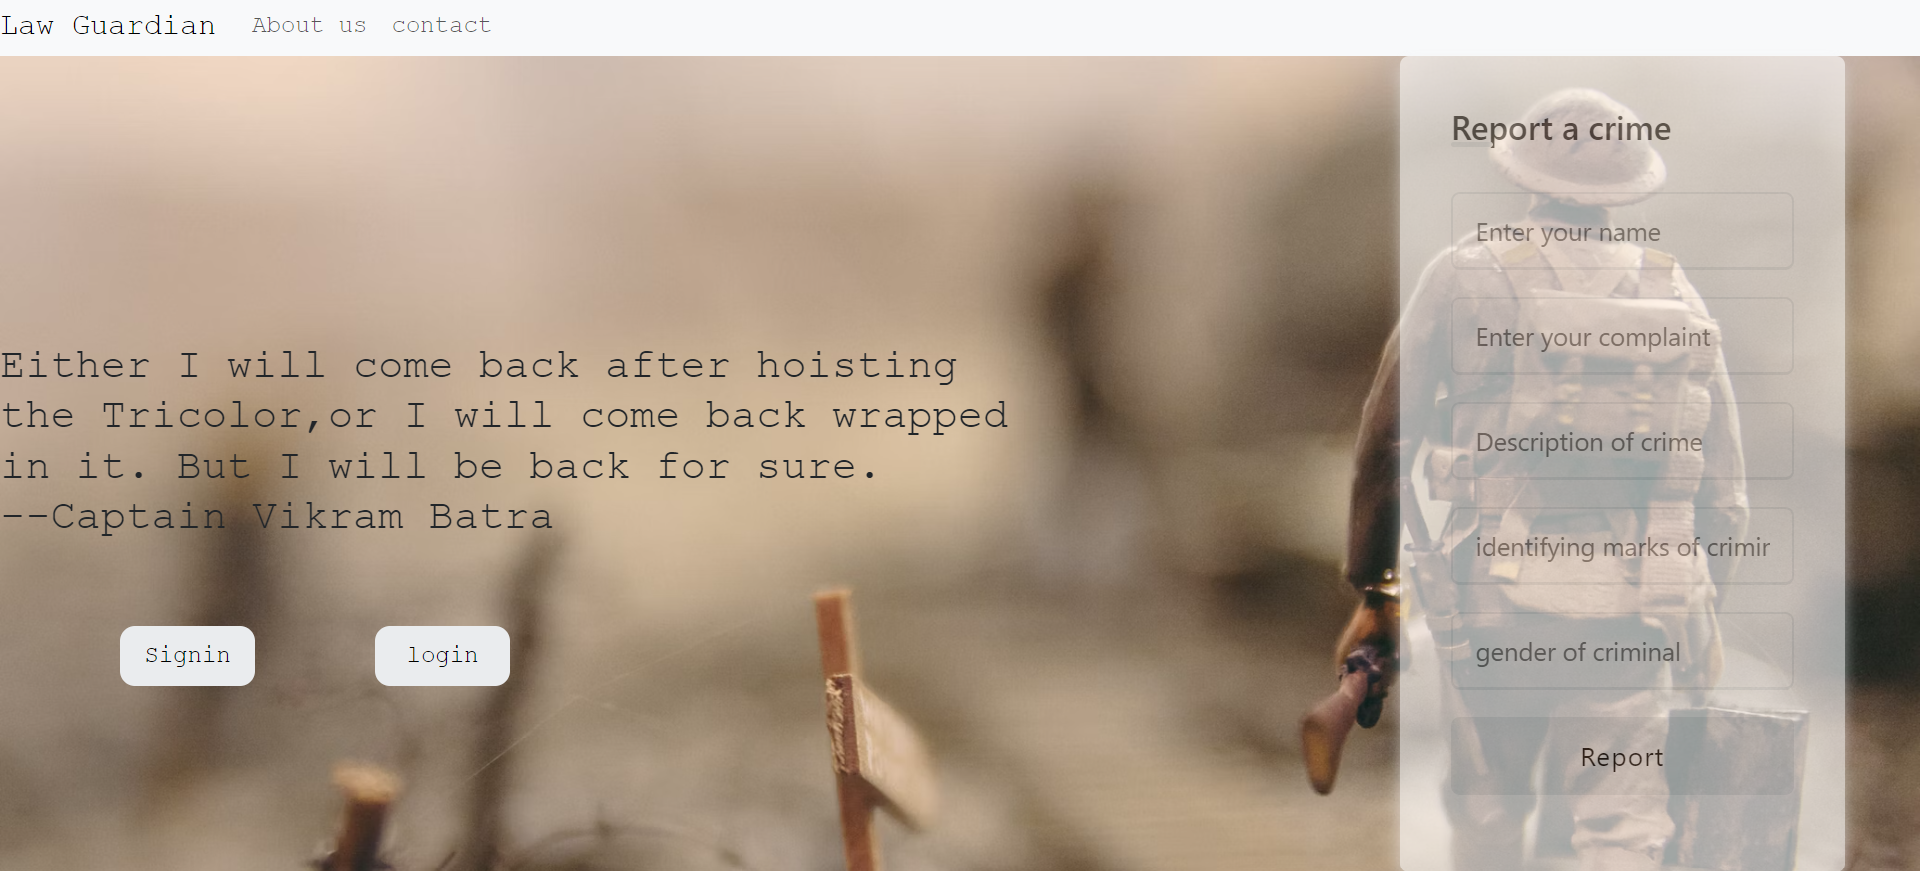 Law Guardian About us contact
Either I will come back after hoisting
the Tricolor,or I will come back wrapped
in it. But I will be back for sure.
--Captain Vikram Batra
Signin login
Report a crime
Enter your name
Enter your complaint
Description of crime
identifying marks of crimir
gender of criminal
Report